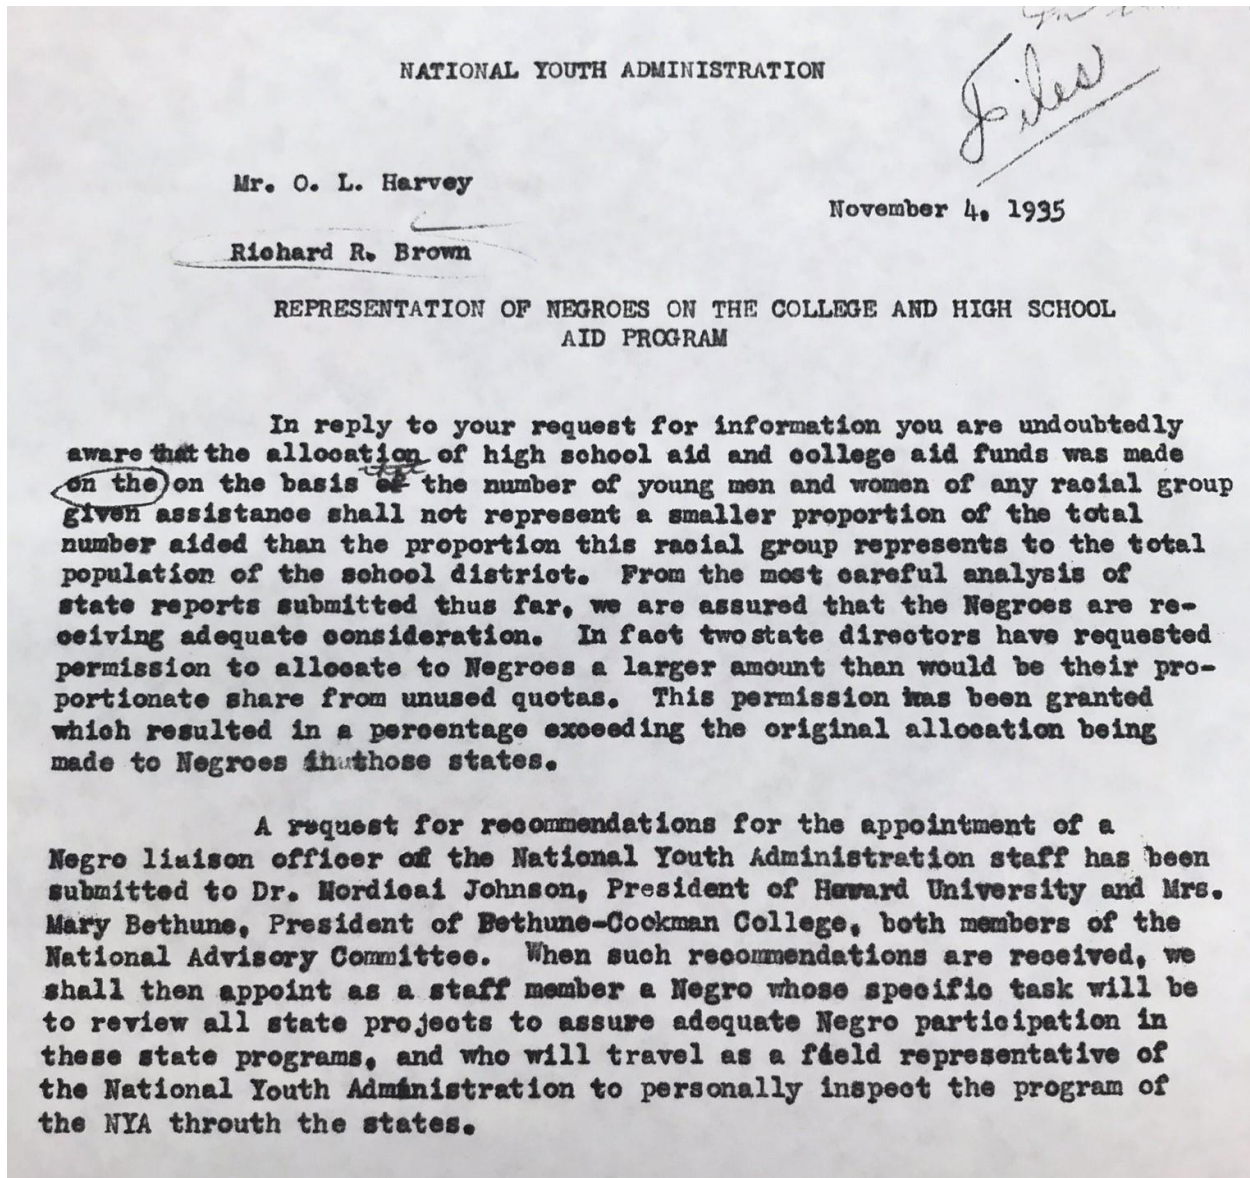 Files
NATIONAL YOUTH ADMINISTRATION
Mr. O. L. Harvey
November 4, 1935
Richard R. Brown
REPRESENTATION OF NEGROES ON THE COLLEGE AND HIGH SCHOOL
AID PROGRAM
In reply to your request for information you are undoubtedly
aware that the allocation of high school aid and college aid funds was made
on the on the basis of the number of young men and women of any racial group
given assistance shall not represent a smaller proportion of the total
number aided than the proportion this racial group represents to the total
population of the school district. From the most careful analysis of
state reports submitted thus far, we are assured that the Negroes are re-
ceiving adequate consideration. In fact two state directors have requested
permission to allocate to Negroes a larger amount than would be their pro-
portionate share from unused quotas. This permission has been granted
which resulted in a percentage exceeding the original allocation being
made to Negroes in those states.
A request for recommendations for the appointment of a
Negro liaison officer of the National Youth Administration staff has been
submitted to Dr. Mordicai Johnson, President of Howard University and Mrs.
Mary Bethune, President of Bethune-Cockman College, both members of the
National Advisory Committee. When such recommendations are received, we
shall then appoint as a staff member a Negro whose specific task will be
to review all state projects to assure adequate Negro participation in
these state programs, and who will travel as a field representative of
the National Youth Administration to personally inspect the program of
the NYA throuth the states.